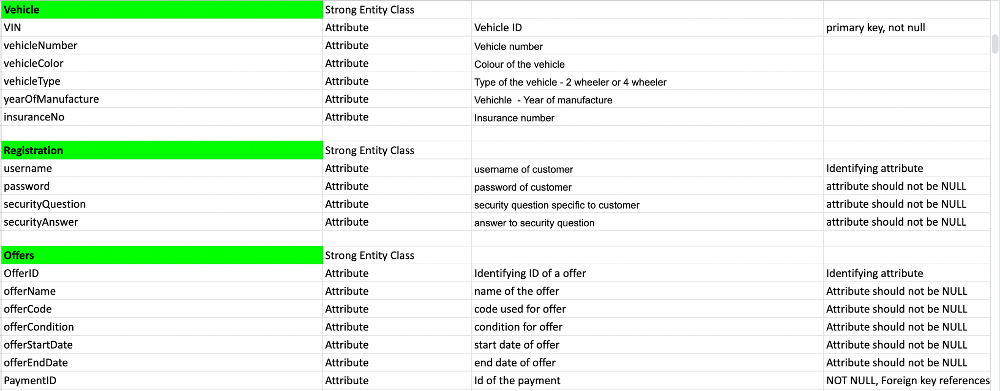 Vehicle Strong Entity Class
VIN Attribute Vehicle ID primary key, not null
vehicleNumber Attribute Vehicle number
vehicleColor Attribute Colour of the vehicle
vehicleType Attribute Type of the vehicle - 2 wheeler or 4 wheeler
yearOfManufacture Attribute Vehichle  - Year of manufacture
insuranceNo Attribute Insurance number
Registration Strong Entity Class
username Attribute username of customer Identifying attribute
password Attribute password of customer attribute should not be NULL
securityQuestion Attribute security question specific to customer attribute should not be NULL
securityAnswer Attribute answer to security question attribute should not be NULL
Offers Strong Entity Class
OfferID Attribute Identifying ID of a offer Identifying attribute
offerName Attribute name of the offer Attribute should not be NULL
offerCode Attribute code used for offer Attribute should not be NULL
offerCondition Attribute condition for offer Attribute should not be NULL
offerStartDate Attribute start date of offer Attribute should not be NULL
offerEndDate Attribute end date of offer Attribute should not be NULL
PaymentID Attribute Id of the payment NOT NULL, Foreign key references